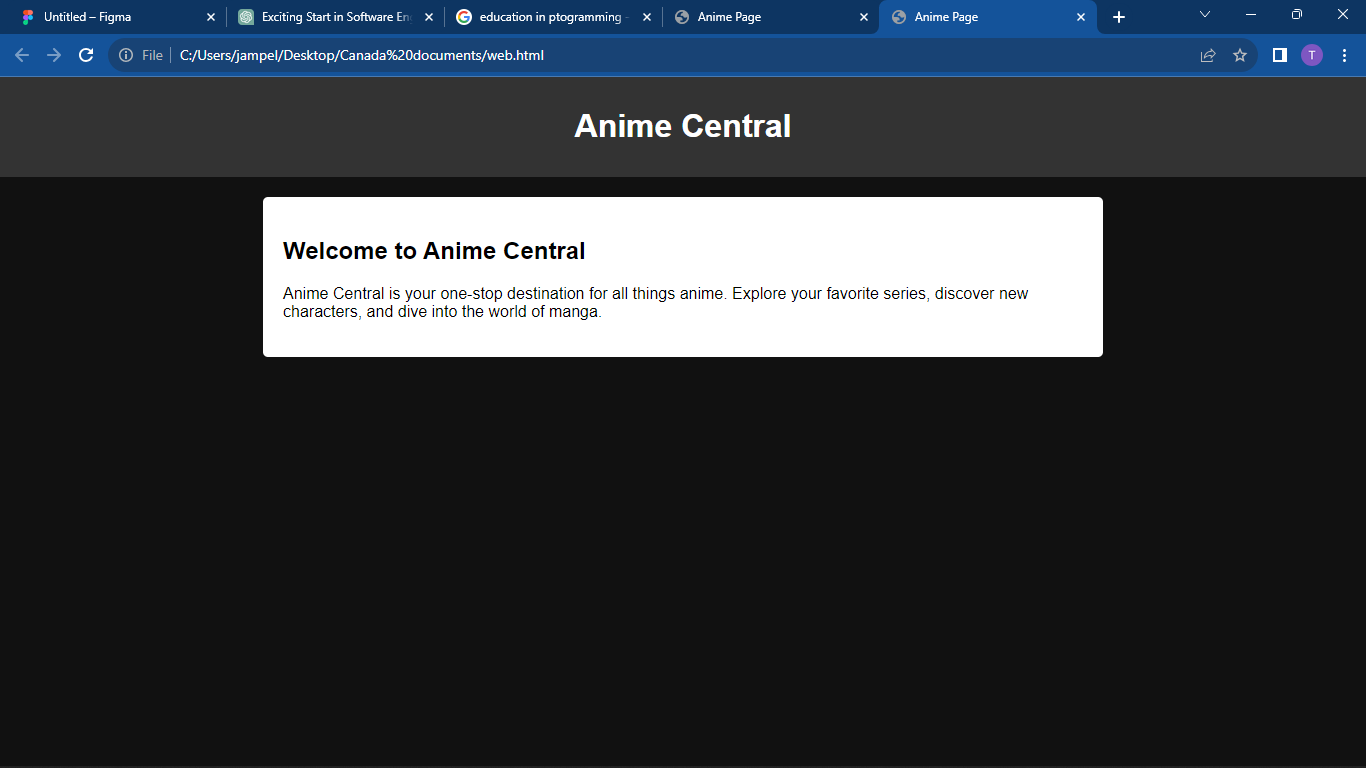 Untitled – Figma
Exciting Start in Software En
education in ptogramming
Anime Page
Anime Page
File
C:/Users/jampel/Desktop/Canada%20documents/web.html
T
Anime Central
Welcome to Anime Central
Anime Central is your one-stop destination for all things anime. Explore your favorite series, discover new
characters, and dive into the world of manga.